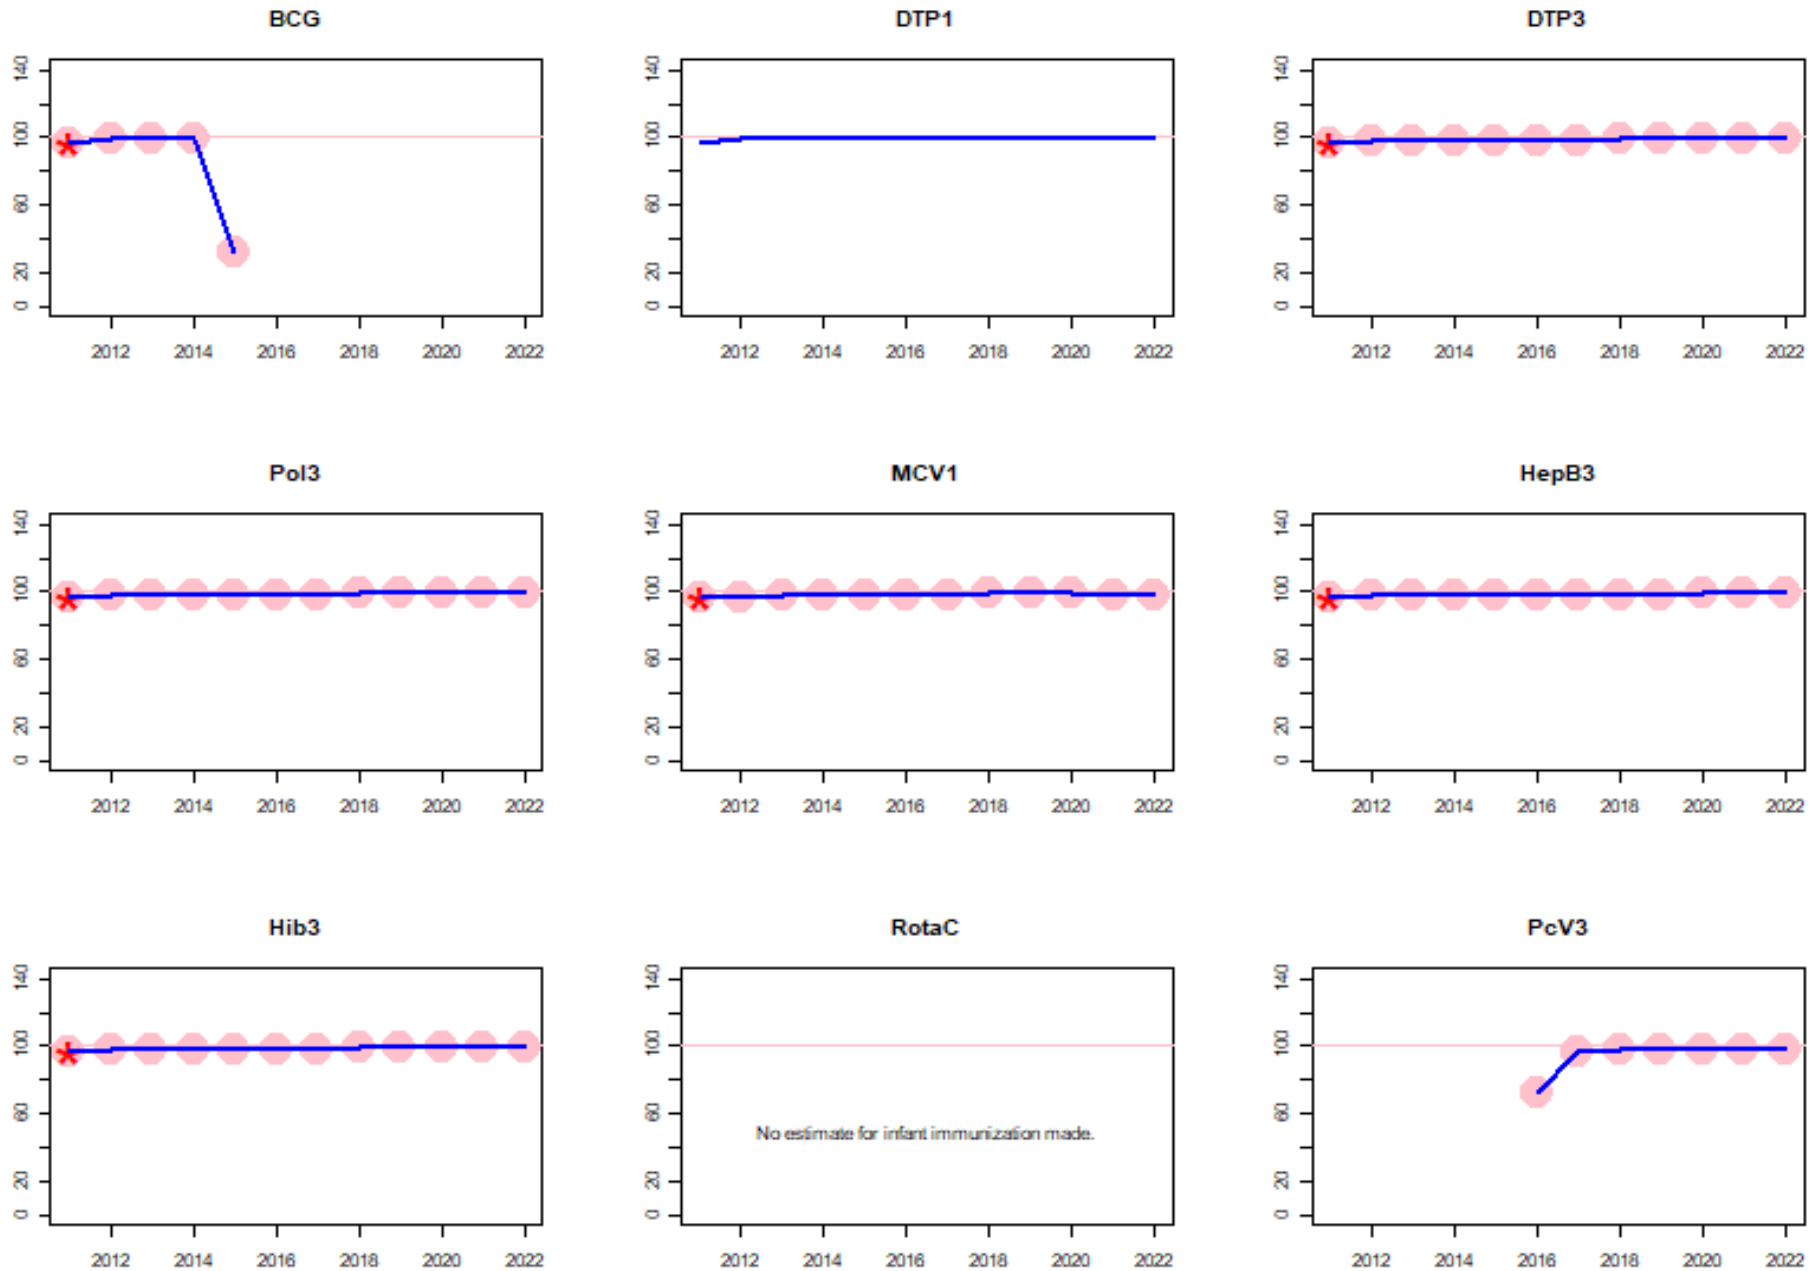 BCG DTP1 DTP3
140 140 140
100 100 100
60 60 60
20 20 20
0 0 0
2012 2014 2016 2018 2020 2022 2012 2014 2016 2018 2020 2022 2012 2014 2016 2018 2020 2022
Pol3 MCV1 HepB3
140 140 140
100 100 100
60 60 60
20 20 20
0 0 0
2012 2014 2016 2018 2020 2022 2012 2014 2016 2018 2020 2022 2012 2014 2016 2018 2020 2022
Hib3 RotaC PcV3
140 140 140
100 100 100
60 60 60
No estimate for infant immunization made.
20 20 20
0 0 0
2012 2014 2016 2018 2020 2022 2012 2014 2016 2018 2020 2022 2012 2014 2016 2018 2020 2022